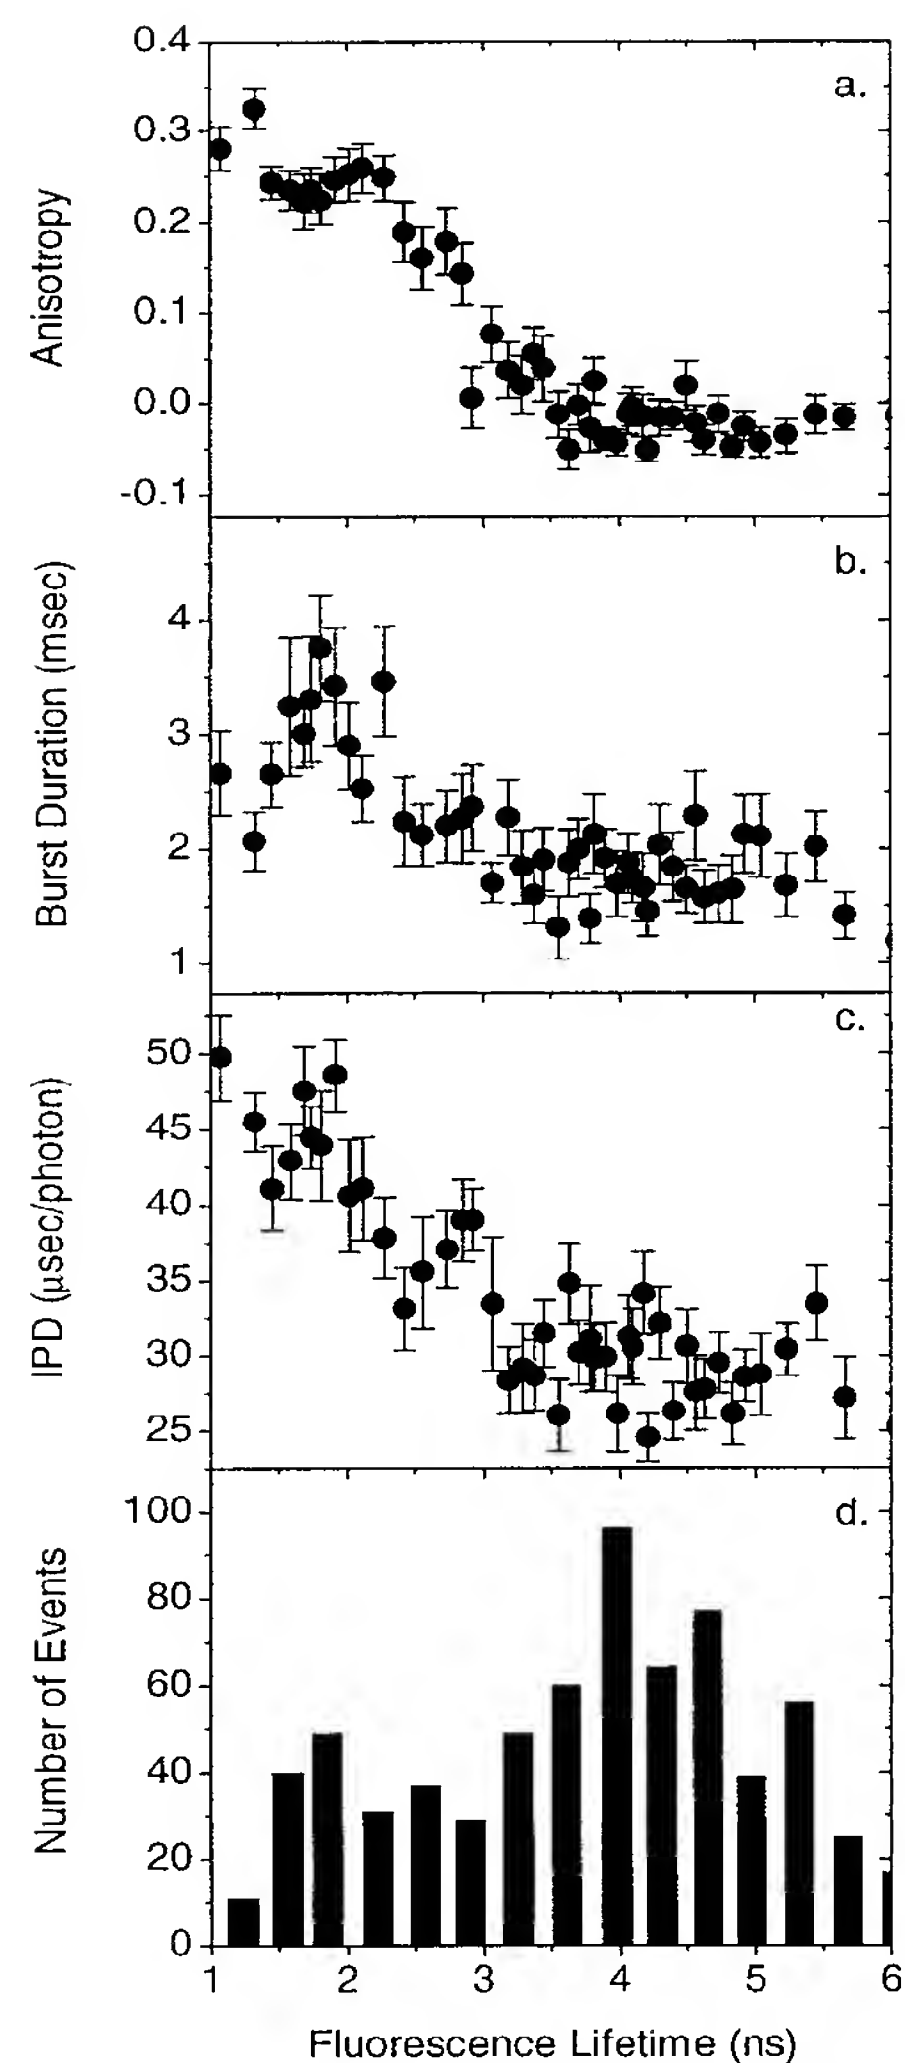 a.
0.4
0.3
0.2
0.1
0.0
-0.1
Anisotropy
b.
4
3
2
1
Burst Duration (msec)
c.
50
45
40
35
30
25
IPD (μsec/photon)
d.
100
80
60
40
20
0
Number of Events
1 2 3 4 5 6
Fluorescence Lifetime (ns)